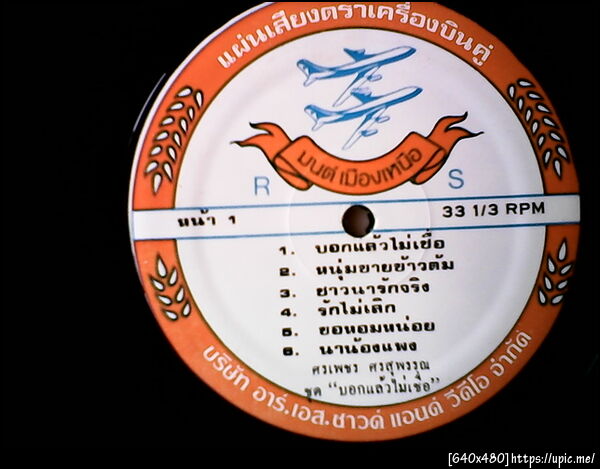 แผ่นเสียงตราเครื่องบินคู่
มนต์เมืองเหนือ
R S
หน้า 1
33 1/3 RPM
1. บอกแล้วไม่เชื่อ
2. หนุ่มขายข้าวต้ม
3. ชาวนารักจริง
4. รักไม่เลิก
5. ขอหอมหน่อย
6. นาน้องแพง
ศรเพชร ศรสุพรรณ
ชุด "บอกแล้วไม่เชื่อ"
บริษัท อาร์.เอส.ซาวด์ แอนด์ วีดีโอ จำกัด
[640x480]https://upic.me/